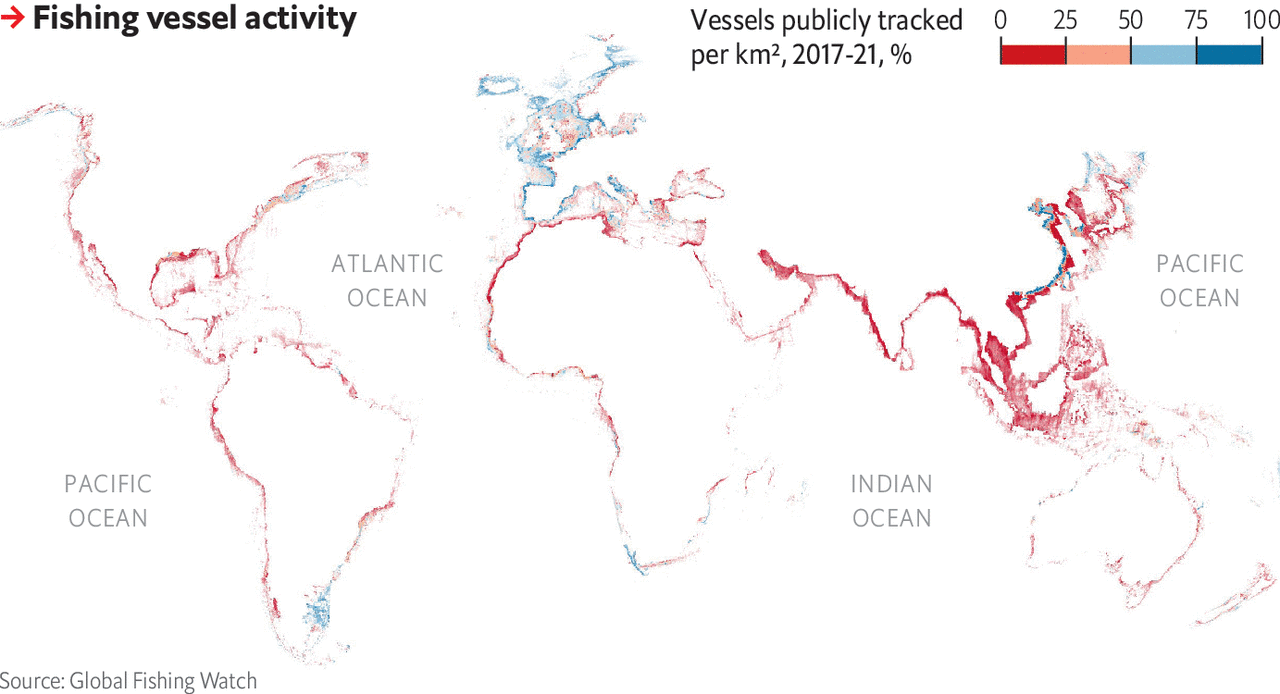 → Fishing vessel activity
Vessels publicly tracked
per km², 2017-21, %
0 25 50 75 100
ATLANTIC
OCEAN
PACIFIC
OCEAN
PACIFIC
OCEAN
INDIAN
OCEAN
Source: Global Fishing Watch